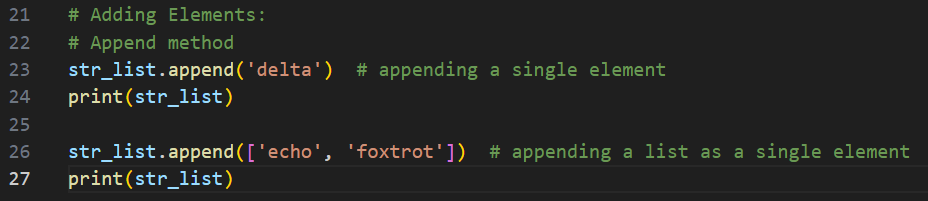 21 # Adding Elements:
22 # Append method
23 str_list.append('delta')  # appending a single element
24 print(str_list)
25
26 str_list.append(['echo', 'foxtrot'])  # appending a list as a single element
27 print(str_list)